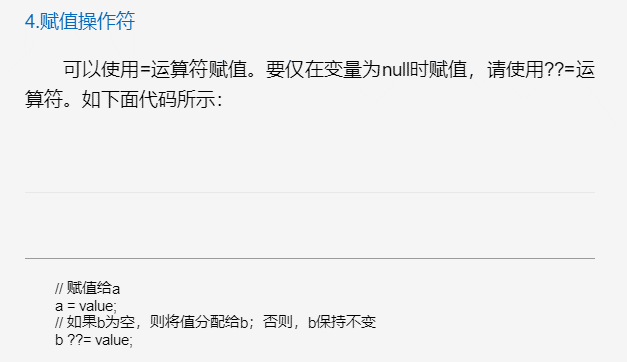 4.赋值操作符
可以使用=运算符赋值。要仅在变量为null时赋值，请使用??=运
算符。如下面代码所示：
// 赋值给a
a = value;
// 如果b为空，则将值分配给b；否则，b保持不变
b ??= value;